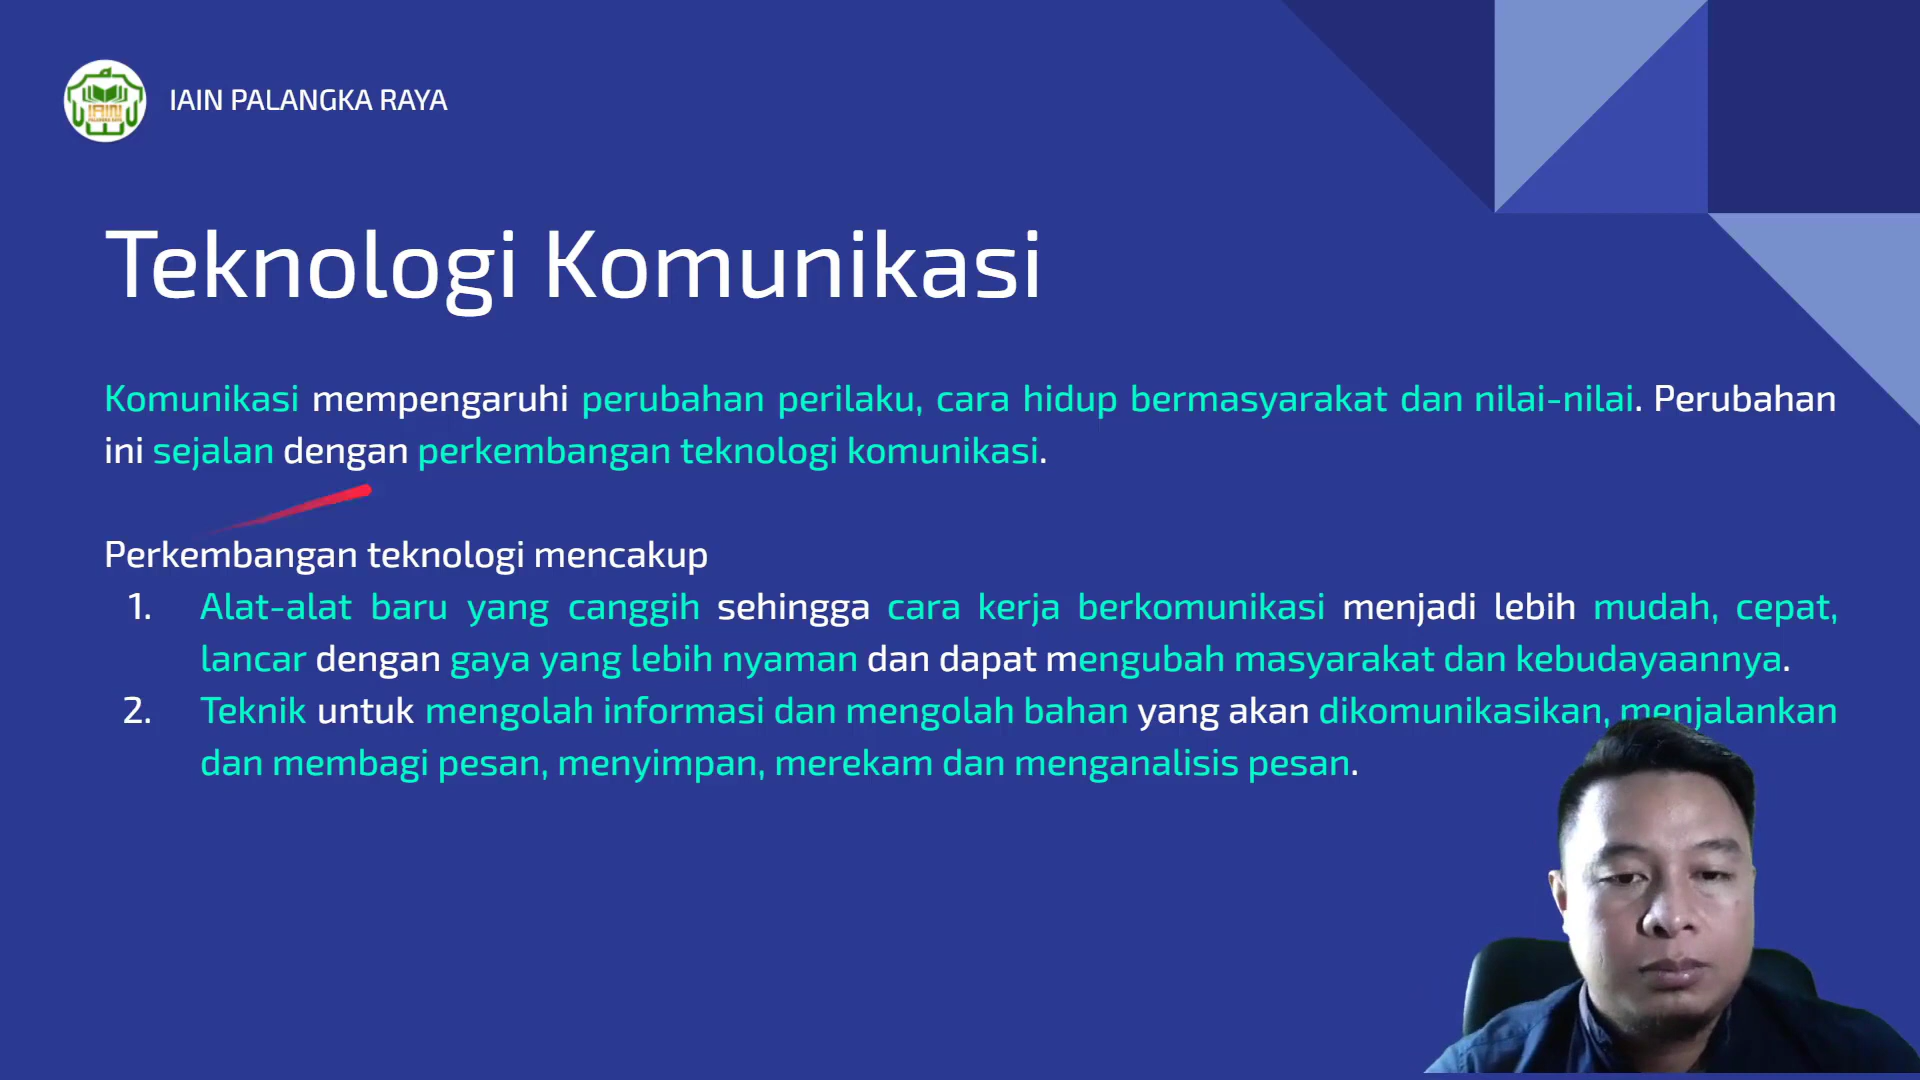 IAIN PALANGKA RAYA
Teknologi Komunikasi
Komunikasi mempengaruhi perubahan perilaku, cara hidup bermasyarakat dan nilai-nilai. Perubahan
ini sejalan dengan perkembangan teknologi komunikasi.
Perkembangan teknologi mencakup
1. Alat-alat baru yang canggih sehingga cara kerja berkomunikasi menjadi lebih mudah, cepat,
lancar dengan gaya yang lebih nyaman dan dapat mengubah masyarakat dan kebudayaannya.
2. Teknik untuk mengolah informasi dan mengolah bahan yang akan dikomunikasikan, menjalankan
dan membagi pesan, menyimpan, merekam dan menganalisis pesan.